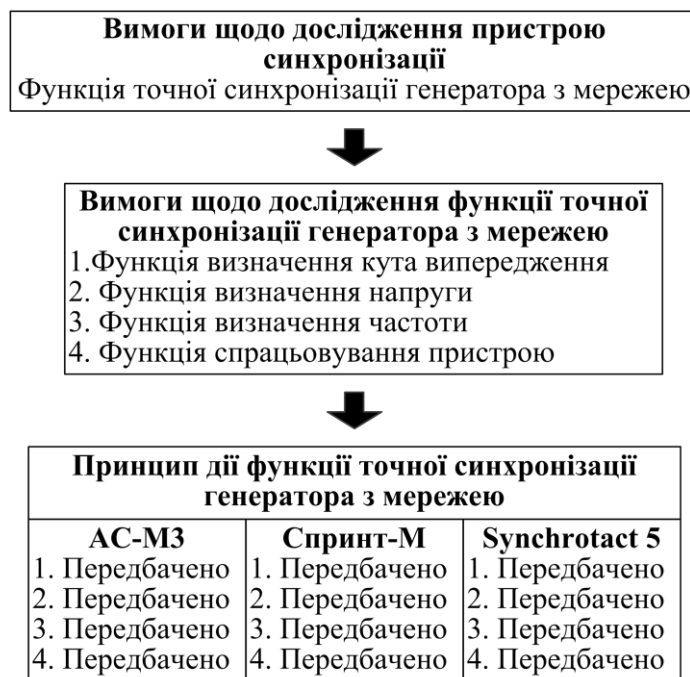 Вимоги щодо дослідження пристрою
синхронізації
Функція точної синхронізації генератора з мережею
Вимоги щодо дослідження функції точної
синхронізації генератора з мережею
1.Функція визначення кута випередження
2. Функція визначення напруги
3. Функція визначення частоти
4. Функція спрацьовування пристрою
Принцип дії функції точної синхронізації
генератора з мережею
АС-М3
1. Передбачено
2. Передбачено
3. Передбачено
4. Передбачено
Спринт-М
1. Передбачено
2. Передбачено
3. Передбачено
4. Передбачено
Synchrotact 5
1. Передбачено
2. Передбачено
3. Передбачено
4. Передбачено